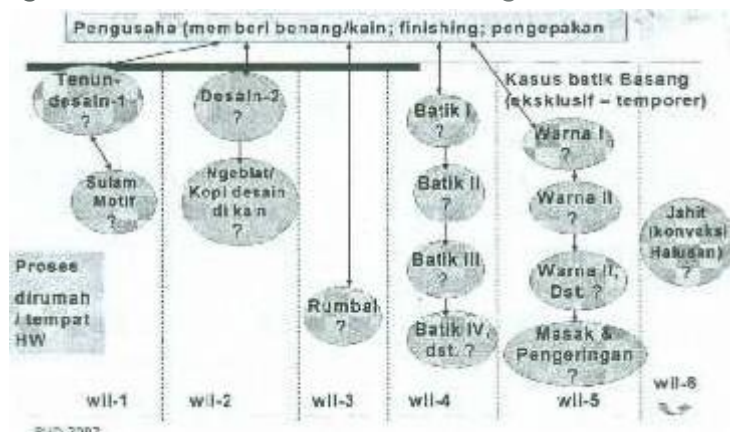 Pengusaha (memberi benang/kain; finishing; pengepakan
Tenun-
desain-1
?
Sulam
Motif
?
Proses
dirumah
/ tempat
HW
wil-1
Desain-2
?
Ngeblat/
Kopi desain
di kain
?
wil-2
Rumbai
?
wil-3
Batik I
?
Batik II
?
Batik III
?
Batik IV,
dst. ?
wil-4
Kasus batik Basang
(eksklusif – temporer)
Warna I
?
Warna II
?
Warna II,
Dst. ?
Masak &
Pengeringan
?
wil-5
Jahit
(konveksi
Halusan)
?
wil-6